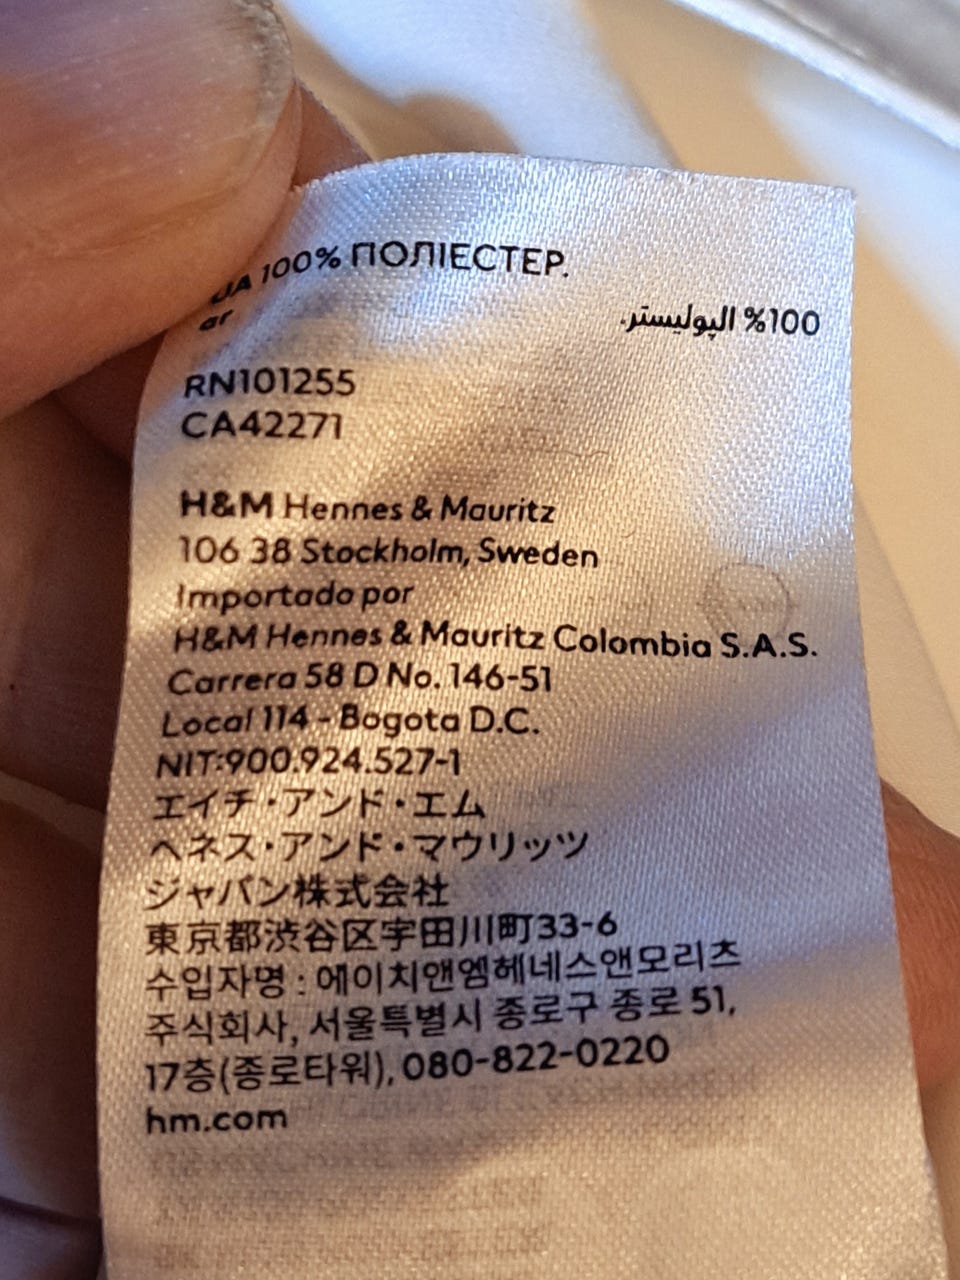 UA 100% ПОЛІЕСТЕР.
ar 100% البوليستر.
RN101255
CA42271
H&M Hennes & Mauritz
106 38 Stockholm, Sweden
Importado por
H&M Hennes & Mauritz Colombia S.A.S.
Carrera 58 D No. 146-51
Local 114 - Bogota D.C.
NIT:900.924.527-1
エイチ・アンド・エム
ヘネス・アンド・マウリッツ
ジャパン株式会社
東京都渋谷区宇田川町33-6
수입자명 : 에이치앤엠헤네스앤모리츠
주식회사, 서울특별시 종로구 종로 51,
17층(종로타워), 080-822-0220
hm.com